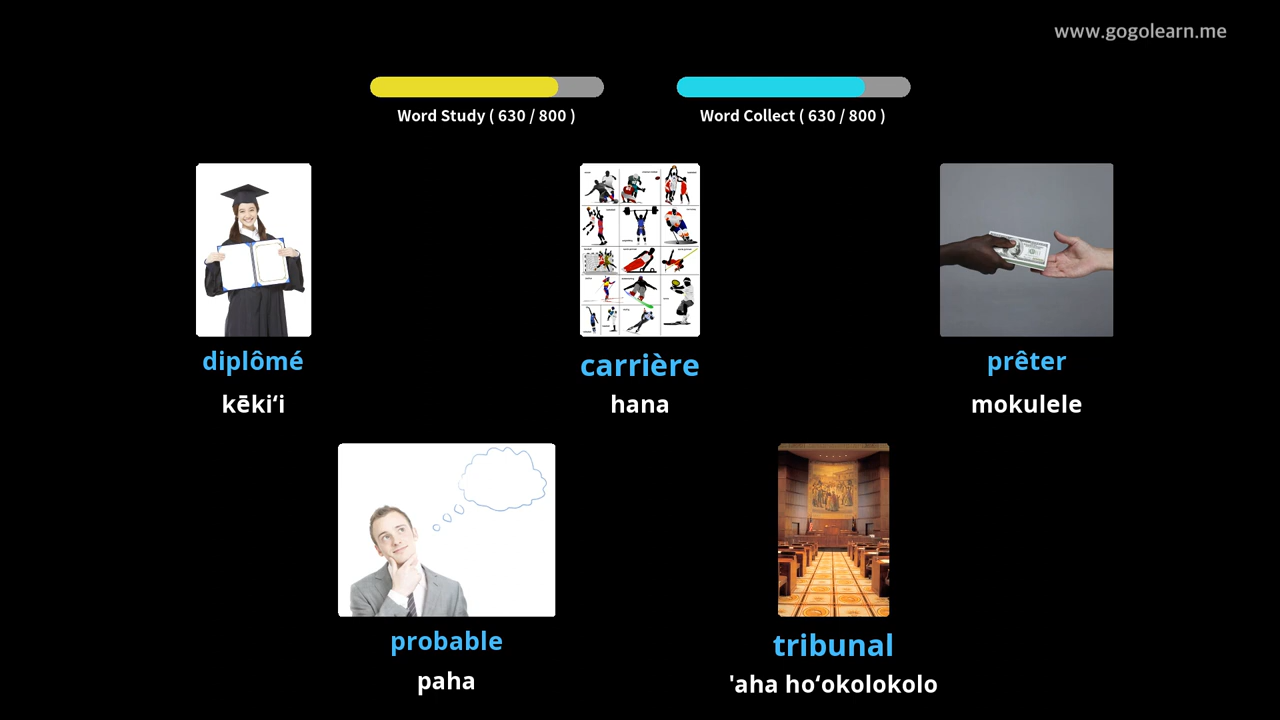 www.gogolearn.me
Word Study ( 630 / 800 )
Word Collect ( 630 / 800 )
diplômé
kēkiʻi
carrière
hana
prêter
mokulele
probable
paha
tribunal
'aha hoʻokolokolo